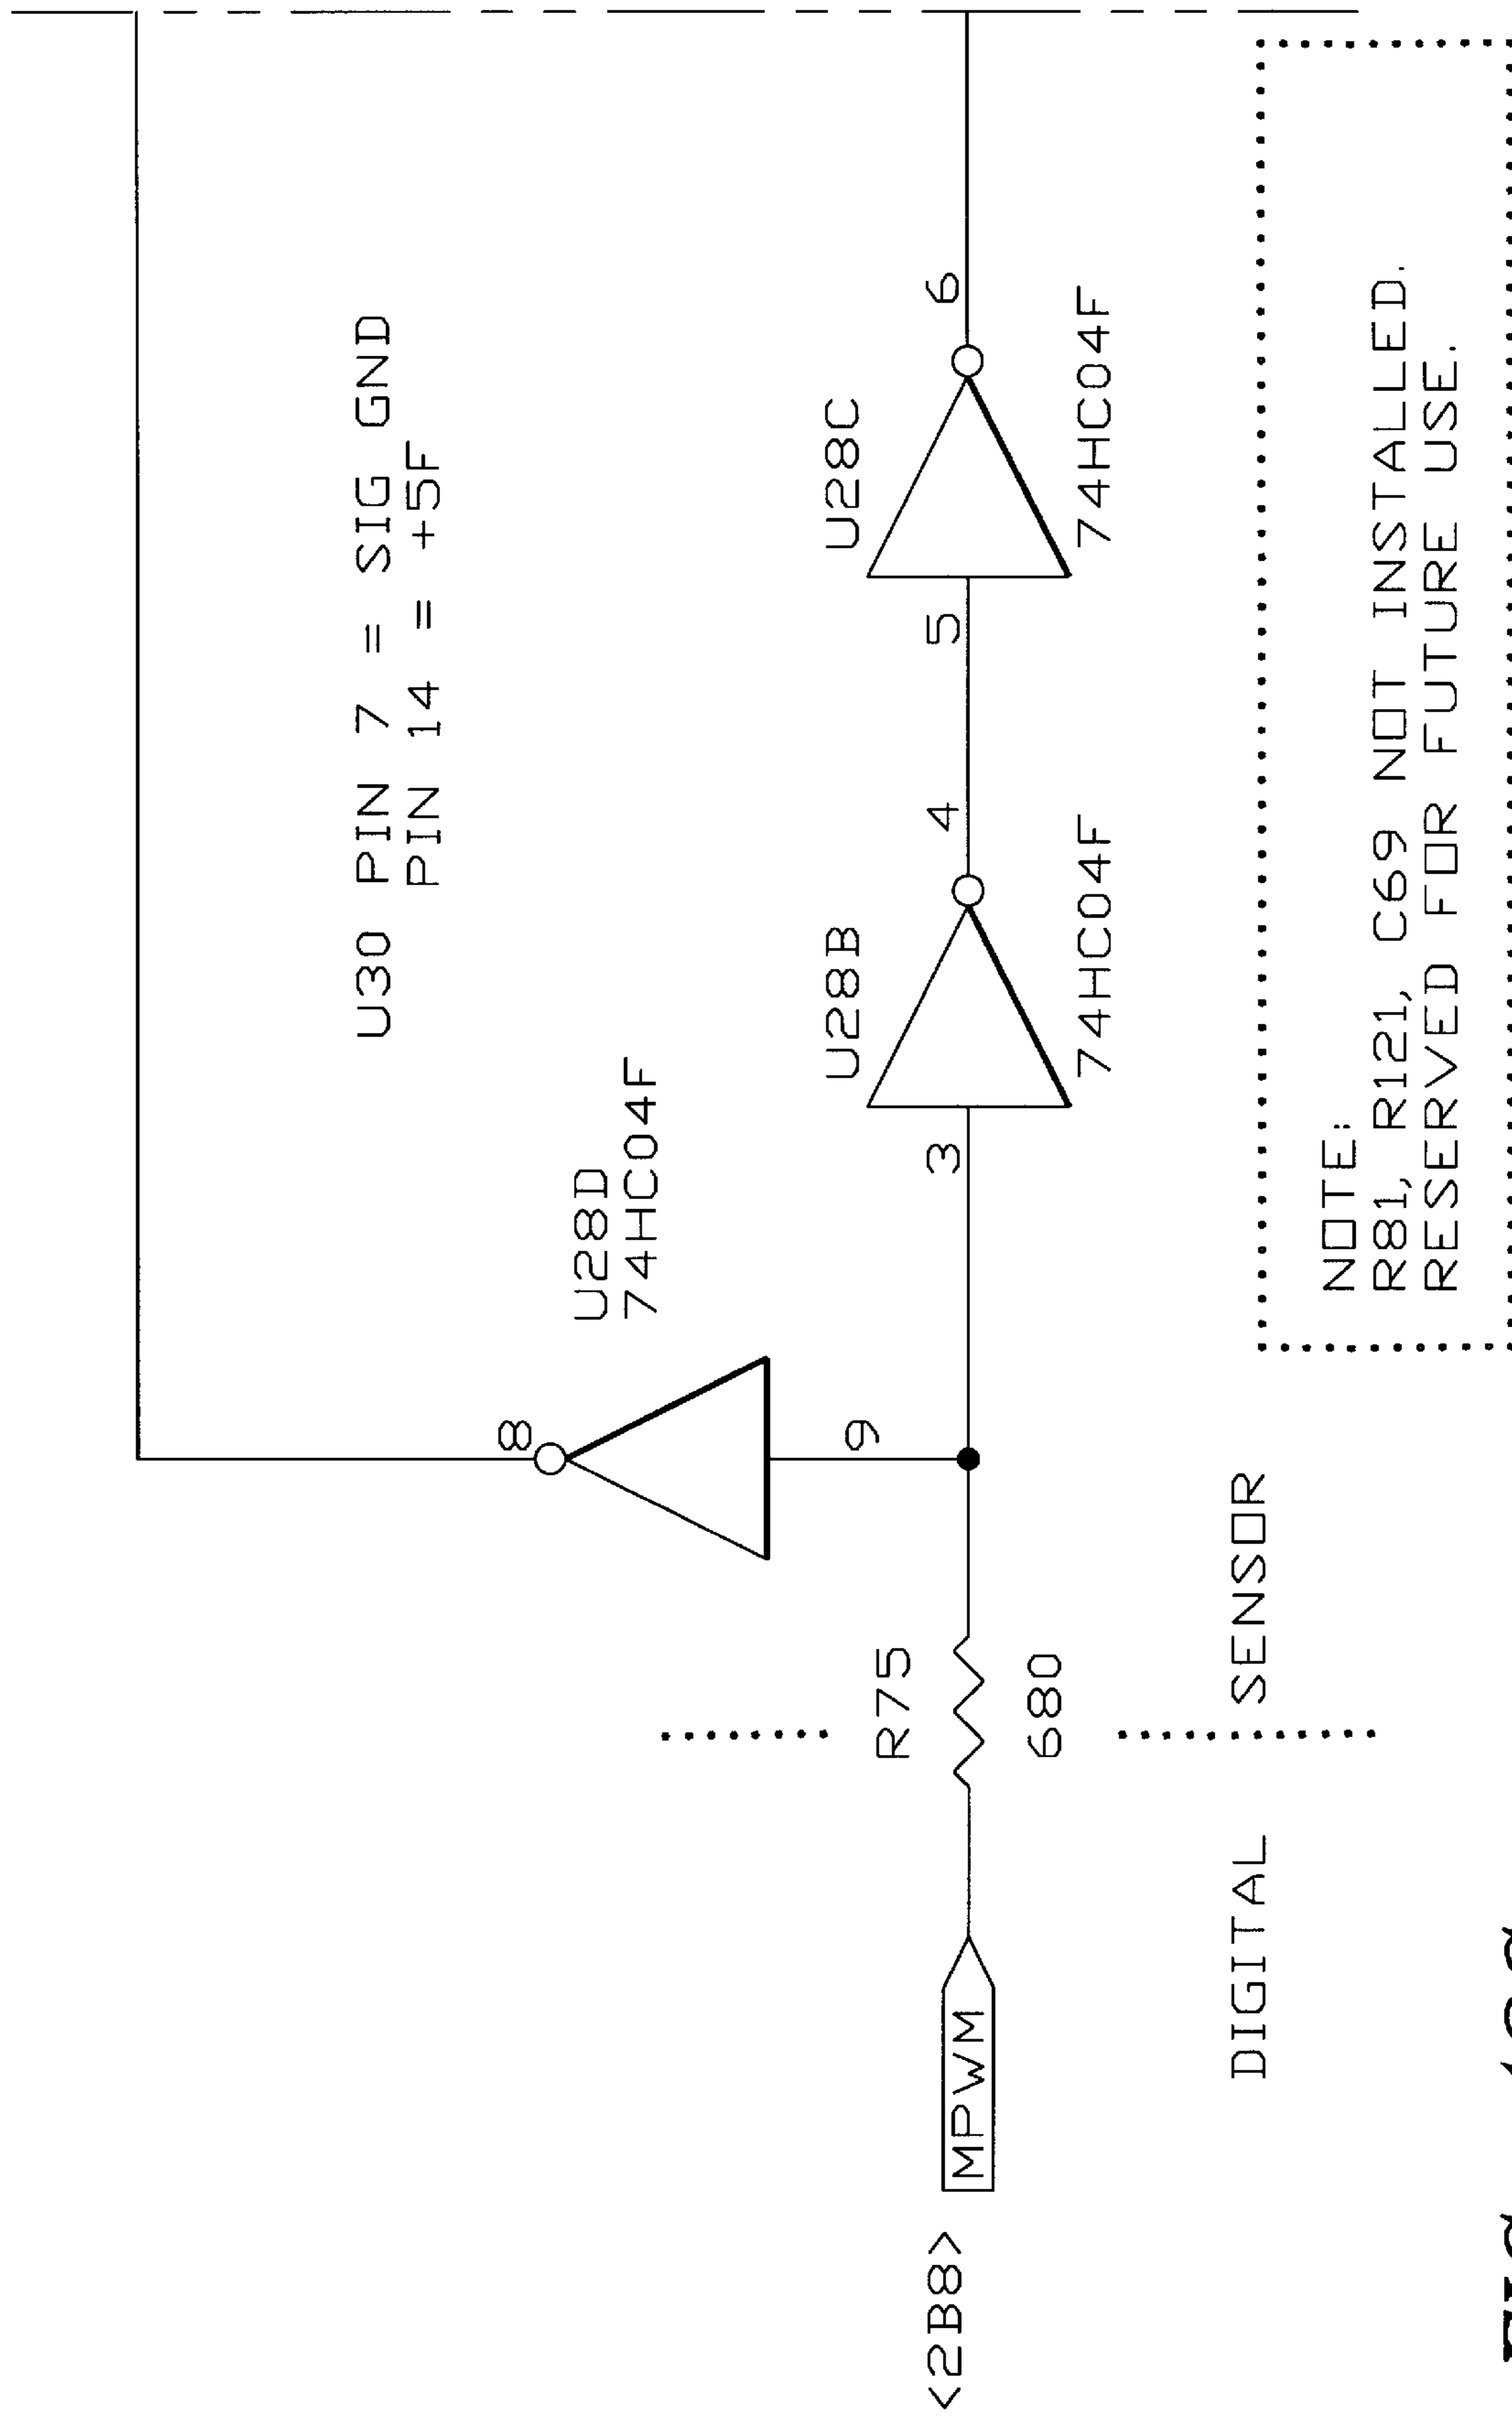 U30 PIN 7 = SIG GND
PIN 14 = +5F
U28D
74HC04F
8
9
U28B
U28C
<2B8>
MPWM
R75
680
3
4
5
6
74HC04F
74HC04F
DIGITAL
SENSOR
NOTE:
R81, R121, C69 NOT INSTALLED.
RESERVED FOR FUTURE USE.